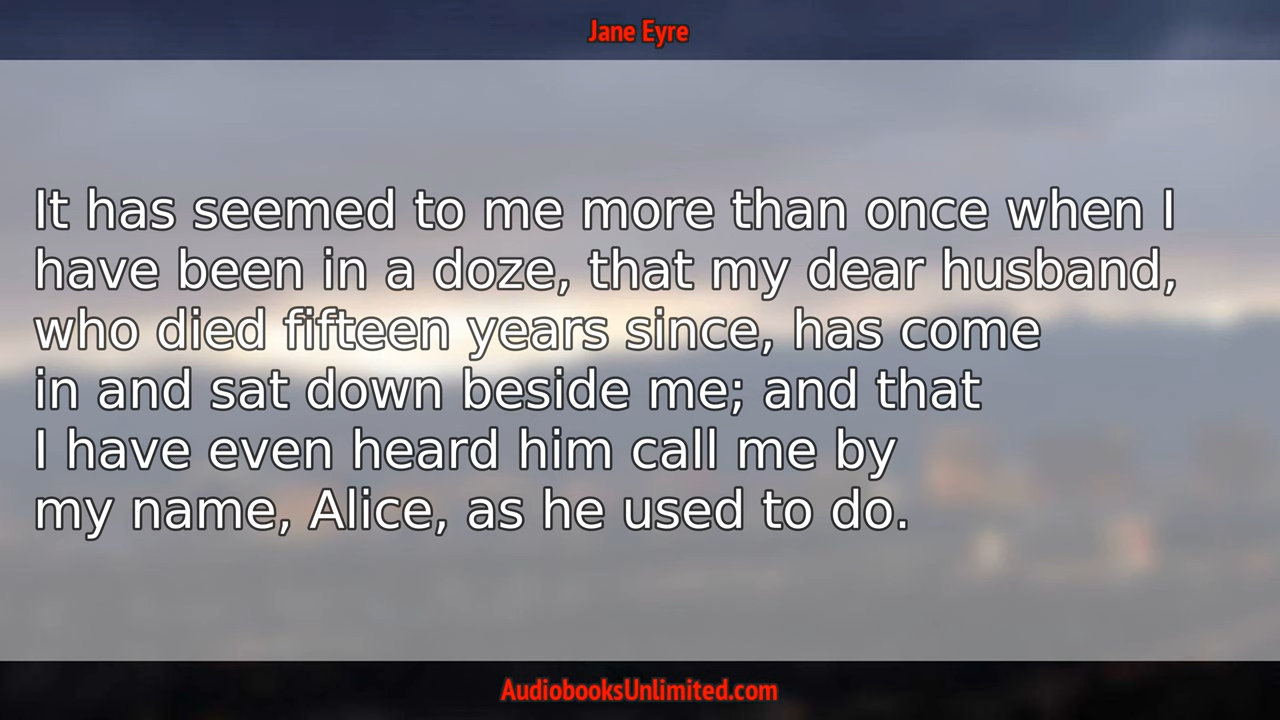 Jane Eyre
It has seemed to me more than once when I
have been in a doze, that my dear husband,
who died fifteen years since, has come
in and sat down beside me; and that
I have even heard him call me by
my name, Alice, as he used to do.
AudiobooksUnlimited.com